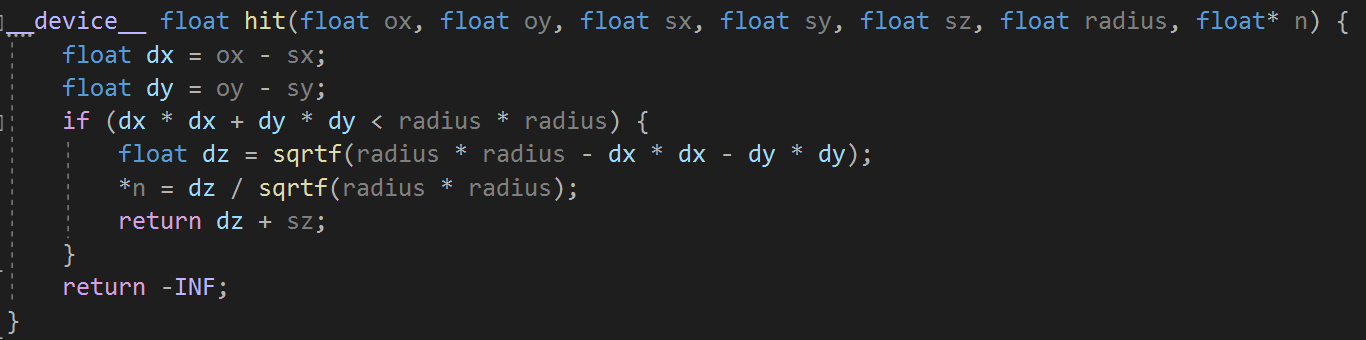 __device__ float hit(float ox, float oy, float sx, float sy, float sz, float radius, float* n) {
    float dx = ox - sx;
    float dy = oy - sy;
    if (dx * dx + dy * dy < radius * radius) {
        float dz = sqrtf(radius * radius - dx * dx - dy * dy);
        *n = dz / sqrtf(radius * radius);
        return dz + sz;
    }
    return -INF;
}